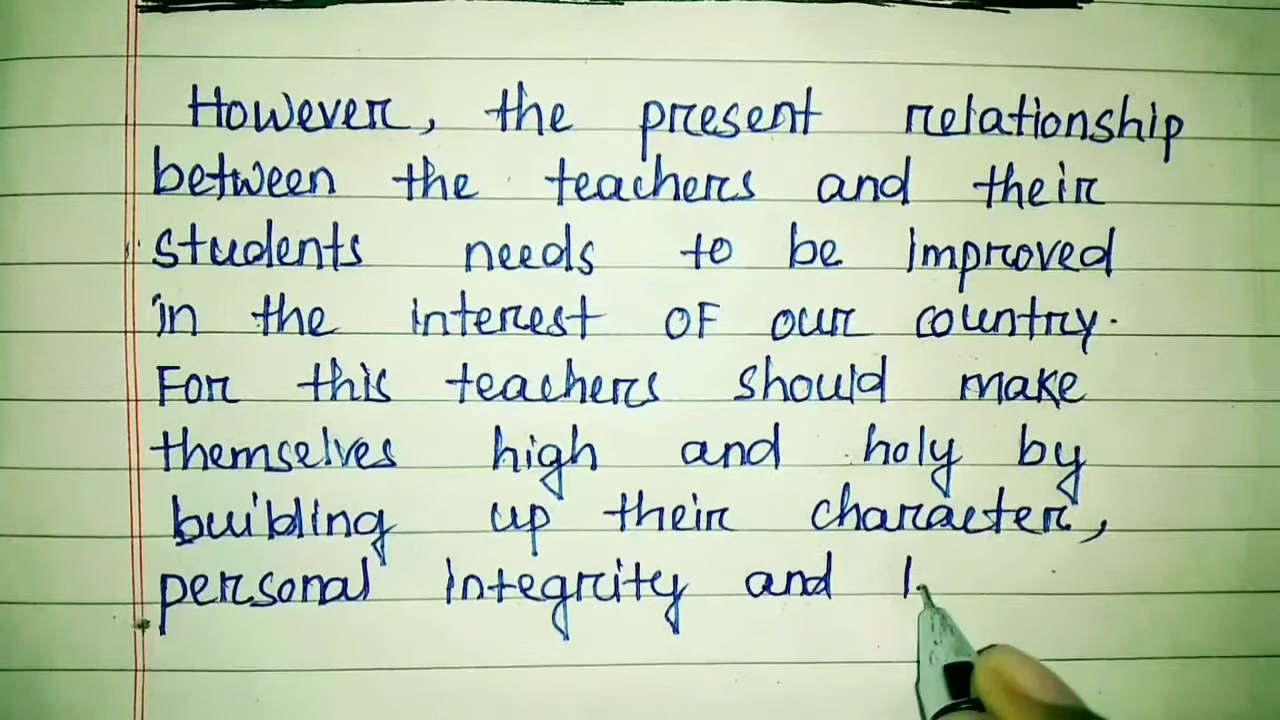 However, the present relationship
between the teachers and their
students needs to be improved
in the interest of our country.
For this teachers should make
themselves high and holy by
building up their character,
personal integrity and